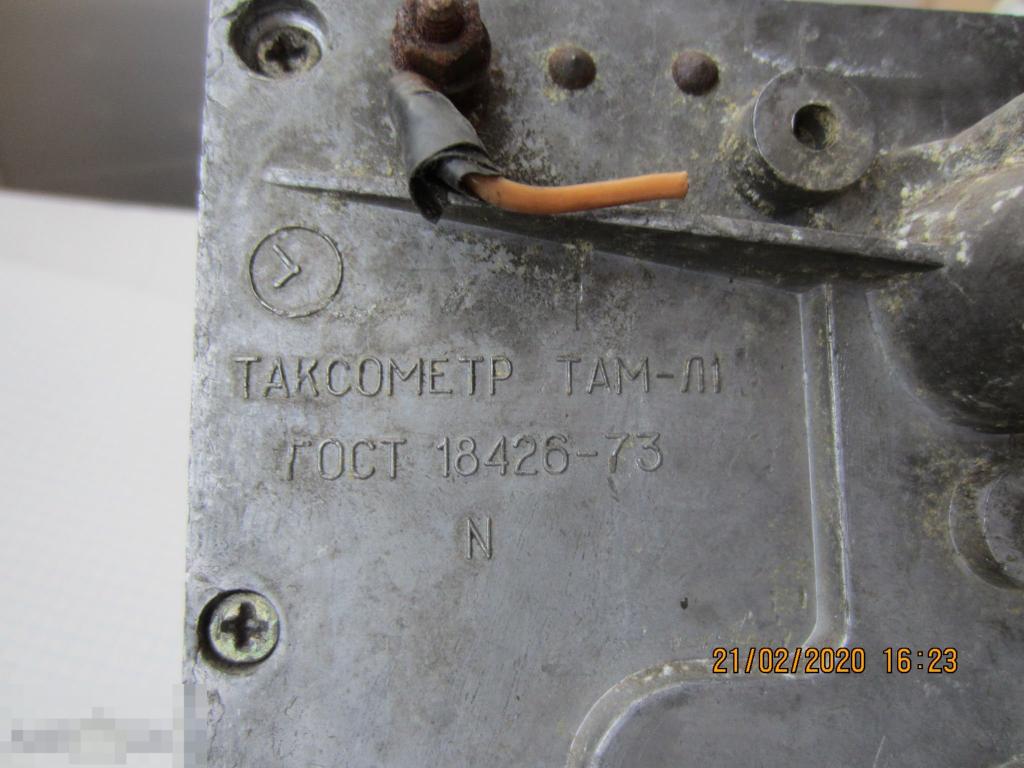 ТАКСОМЕТР ТАМ-Л1
ГОСТ 18426-73
N
21/02/2020 16:23